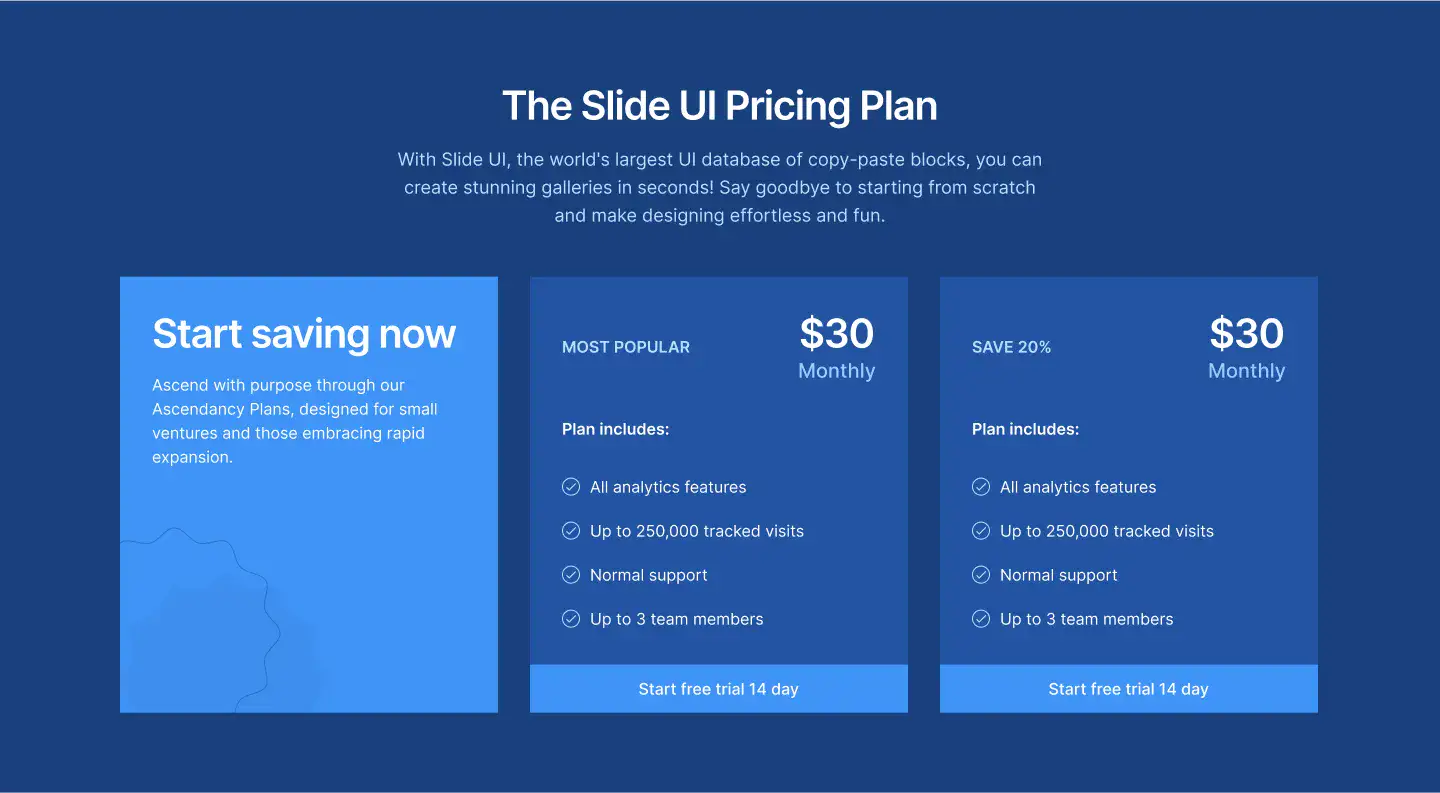 The Slide UI Pricing Plan
With Slide UI, the world's largest UI database of copy-paste blocks, you can
create stunning galleries in seconds! Say goodbye to starting from scratch
and make designing effortless and fun.
Start saving now
Ascend with purpose through our
Ascendancy Plans, designed for small
ventures and those embracing rapid
expansion.
MOST POPULAR
$30
Monthly
Plan includes:
All analytics features
Up to 250,000 tracked visits
Normal support
Up to 3 team members
Start free trial 14 day
SAVE 20%
$30
Monthly
Plan includes:
All analytics features
Up to 250,000 tracked visits
Normal support
Up to 3 team members
Start free trial 14 day